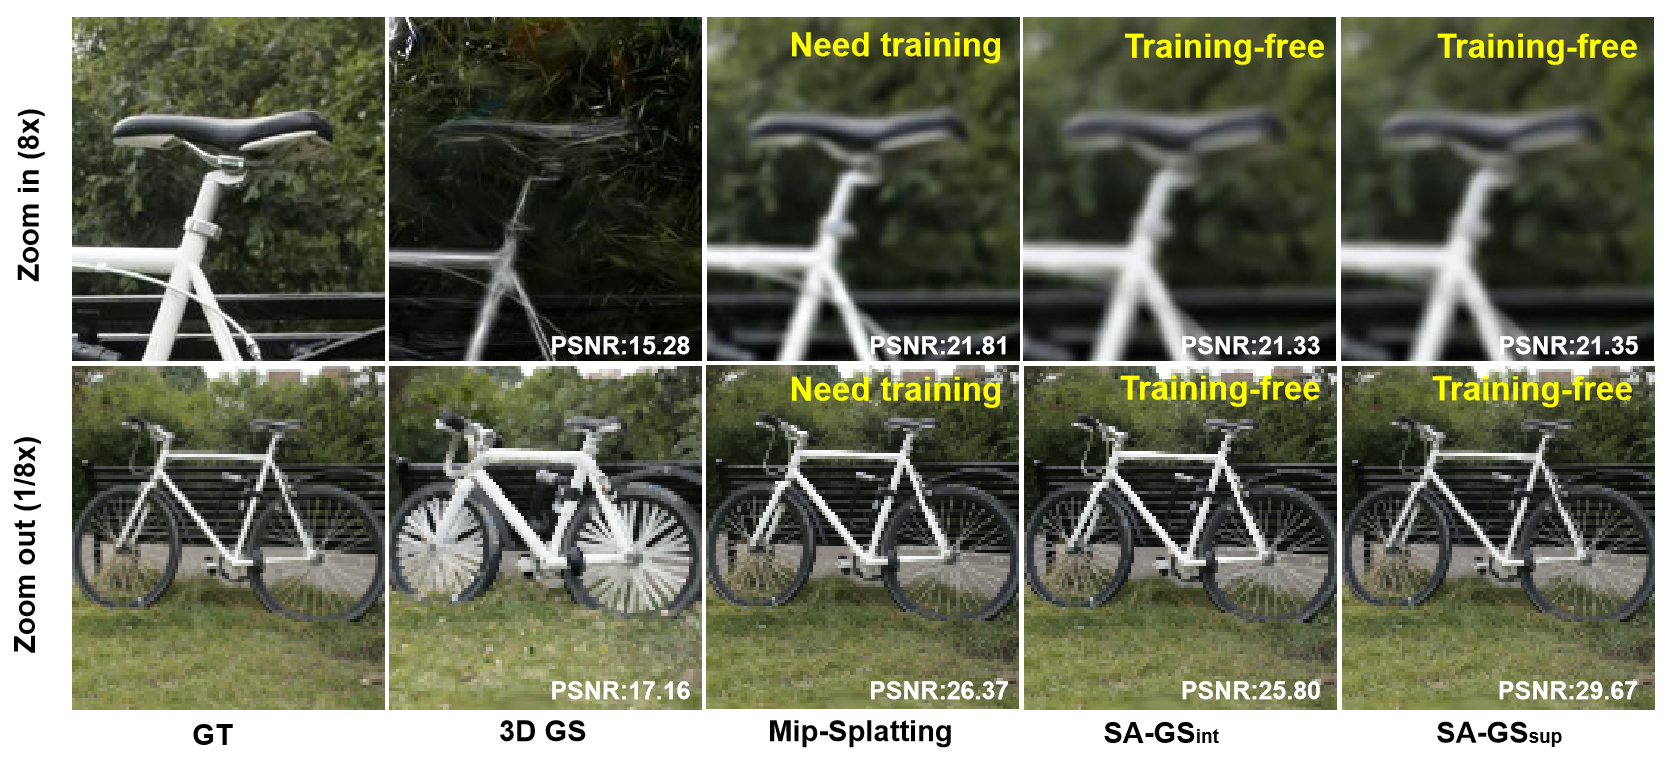 Zoom in (8x)
Need training
Training-free
Training-free
PSNR:15.28
PSNR:21.81
PSNR:21.33
PSNR:21.35
Zoom out (1/8x)
Need training
Training-free
Training-free
PSNR:17.16
PSNR:26.37
PSNR:25.80
PSNR:29.67
GT
3D GS
Mip-Splatting
SA-GSint
SA-GSsup